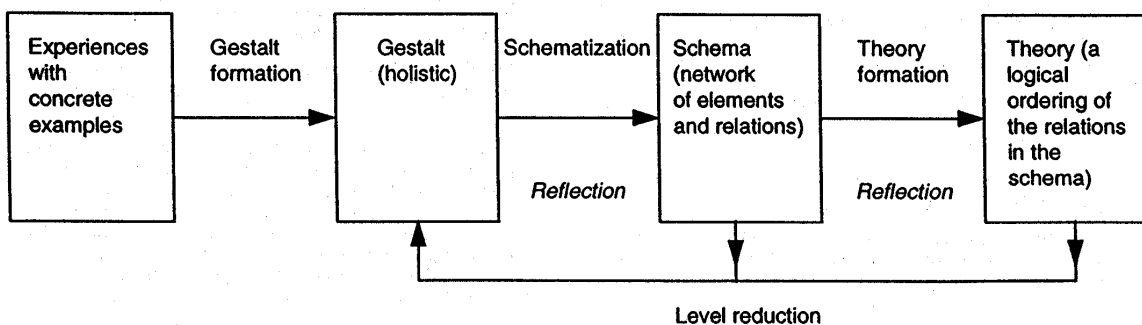 Experiences
with
concrete
examples
Gestalt
formation
Gestalt
(holistic)
Schematization
Reflection
Schema
(network
of elements
and relations)
Theory
formation
Reflection
Theory (a
logical
ordering of
the relations
in the
schema)
Level reduction